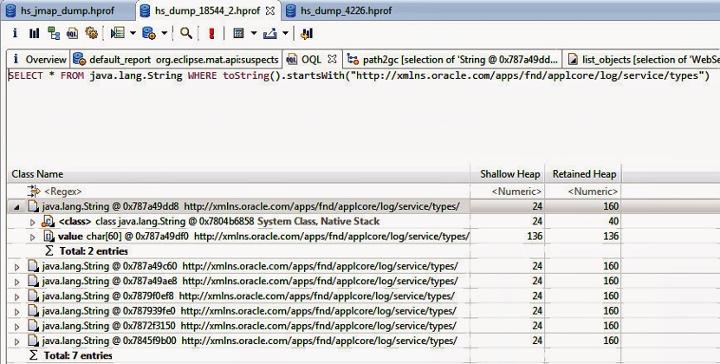 hs_jmap_dump.hprof hs_dump_18544_2.hprof hs_dump_4226.hprof
i Overview default_report org.eclipse.mat.api:suspects OQL path2gc [selection of 'String @ 0x787a49dd... list_objects [selection of 'WebSe
SELECT * FROM java.lang.String WHERE toString().startsWith("http://xmlns.oracle.com/apps/fnd/applcore/log/service/types")
Class Name Shallow Heap Retained Heap
<Regex> <Numeric> <Numeric>
java.lang.String @ 0x787a49dd8 http://xmlns.oracle.com/apps/fnd/applcore/log/service/types/ 24 160
<class> class java.lang.String @ 0x7804b6858 System Class, Native Stack 24 40
value char[60] @ 0x787a49df0 http://xmlns.oracle.com/apps/fnd/applcore/log/service/types/ 136 136
Σ Total: 2 entries
java.lang.String @ 0x787a49c60 http://xmlns.oracle.com/apps/fnd/applcore/log/service/types/ 24 160
java.lang.String @ 0x787a49ae8 http://xmlns.oracle.com/apps/fnd/applcore/log/service/types/ 24 160
java.lang.String @ 0x7879f0ef8 http://xmlns.oracle.com/apps/fnd/applcore/log/service/types/ 24 160
java.lang.String @ 0x787939fe0 http://xmlns.oracle.com/apps/fnd/applcore/log/service/types/ 24 160
java.lang.String @ 0x7872f3150 http://xmlns.oracle.com/apps/fnd/applcore/log/service/types/ 24 160
java.lang.String @ 0x7845f9b00 http://xmlns.oracle.com/apps/fnd/applcore/log/service/types/ 24 160
Σ Total: 7 entries